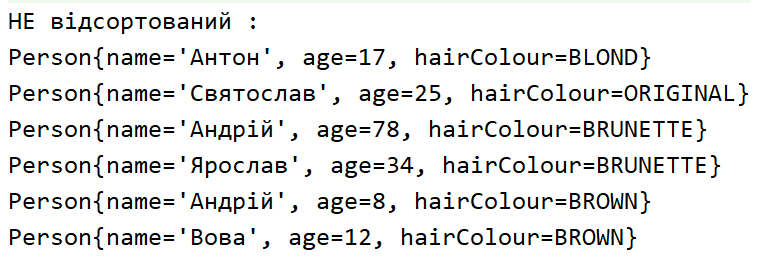 НЕ відсортований :
Person{name='Антон', age=17, hairColour=BLOND}
Person{name='Святослав', age=25, hairColour=ORIGINAL}
Person{name='Андрій', age=78, hairColour=BRUNETTE}
Person{name='Ярослав', age=34, hairColour=BRUNETTE}
Person{name='Андрій', age=8, hairColour=BROWN}
Person{name='Вова', age=12, hairColour=BROWN}